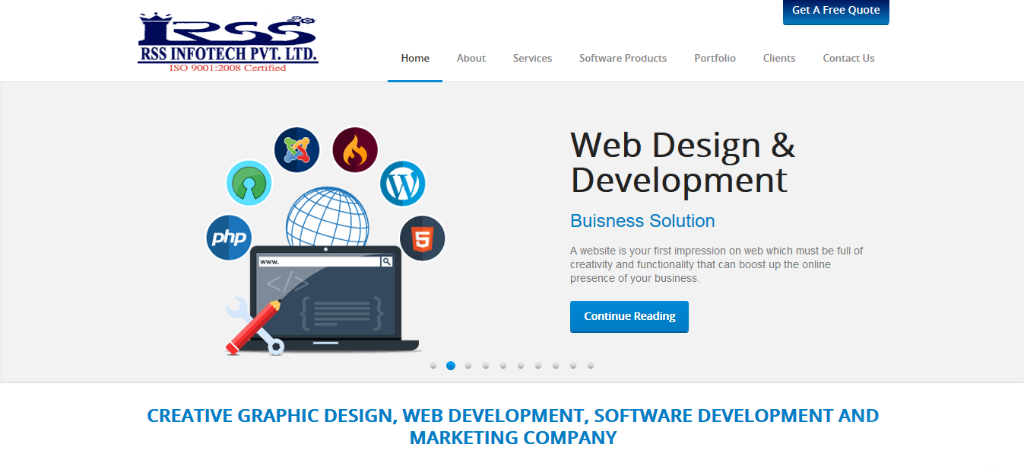 Get A Free Quote
RSS
RSS INFOTECH PVT. LTD.
ISO 9001:2008 Certified
Home About Services Software Products Portfolio Clients Contact Us
Web Design &
Development
Buisness Solution
A website is your first impression on web which must be full of
creativity and functionality that can boost up the online
presence of your business.
Continue Reading
php
5
www.
</>
{ }
CREATIVE GRAPHIC DESIGN, WEB DEVELOPMENT, SOFTWARE DEVELOPMENT AND
MARKETING COMPANY